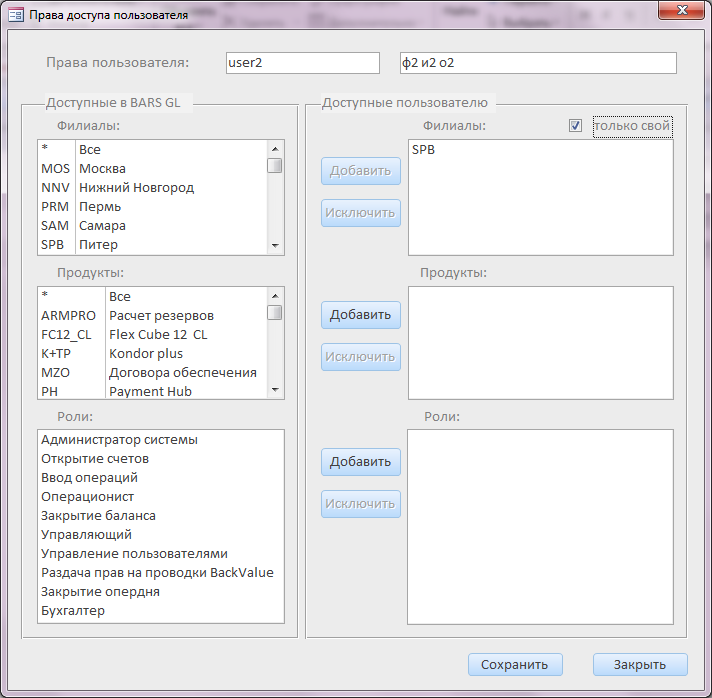 Права доступа пользователя
Права пользователя: user2 ф2 и2 о2
Доступные в BARS GL
Филиалы:
* Все
MOS Москва
NNV Нижний Новгород
PRM Пермь
SAM Самара
SPB Питер
Продукты:
* Все
ARMPRO Расчет резервов
FC12_CL Flex Cube 12 CL
K+TP Kondor plus
MZO Договора обеспечения
PH Payment Hub
Роли:
Администратор системы
Открытие счетов
Ввод операций
Операционист
Закрытие баланса
Управляющий
Управление пользователями
Раздача прав на проводки BackValue
Закрытие опердня
Бухгалтер
Добавить
Исключить
Добавить
Исключить
Добавить
Исключить
Доступные пользователю
Филиалы: только свой
SPB
Продукты:
Роли:
Сохранить Закрыть